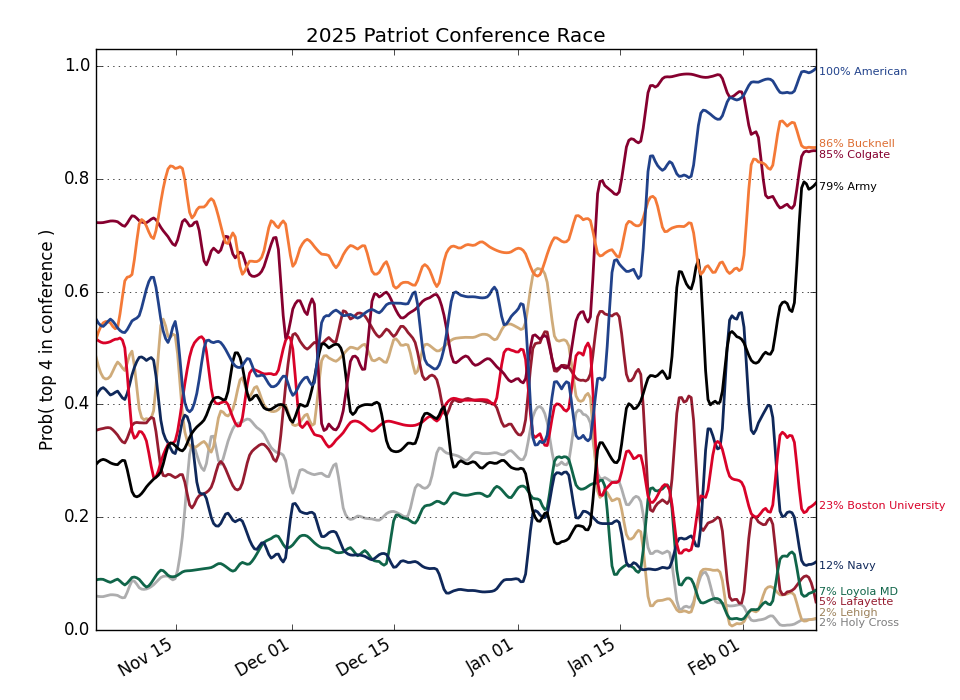 2025 Patriot Conference Race
Prob( top 4 in conference )
1.0
0.8
0.6
0.4
0.2
0.0
Nov 15
Dec 01
Dec 15
Jan 01
Jan 15
Feb 01
100% American
86% Bucknell
85% Colgate
79% Army
23% Boston University
12% Navy
7% Loyola MD
5% Lafayette
2% Lehigh
2% Holy Cross